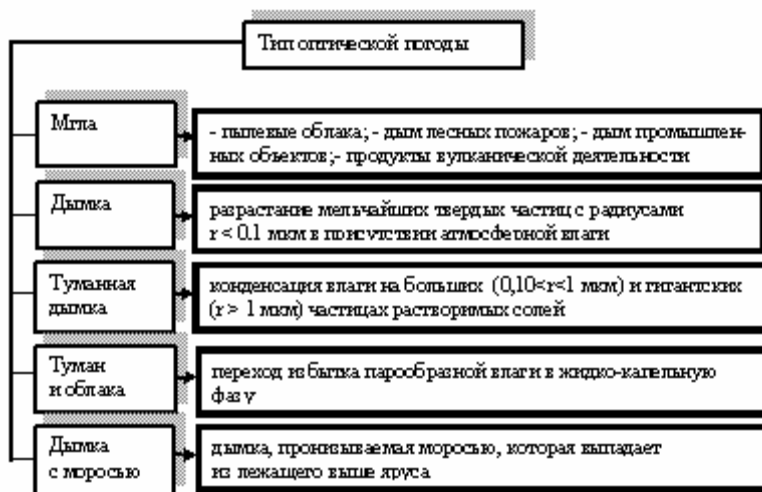 Тип оптической погоды
Мгла
- пылевые облака; - дым лесных пожаров; - дым промышлен-
ных объектов;- продукты вулканической деятельности
Дымка
разрастание мельчайших твердых частиц с радиусами
r < 0.1 мкм в присутствии атмосферной влаги
Туманная
дымка
конденсация влаги на больших (0,10<r<1 мкм) и гигантских
(r > 1 мкм) частицах растворимых солей
Туман
и облака
переход избытка парообразной влаги в жидко-капельную
фазу
Дымка
с моросью
дымка, пронизываемая моросью, которая выпадает
из лежащего выше яруса